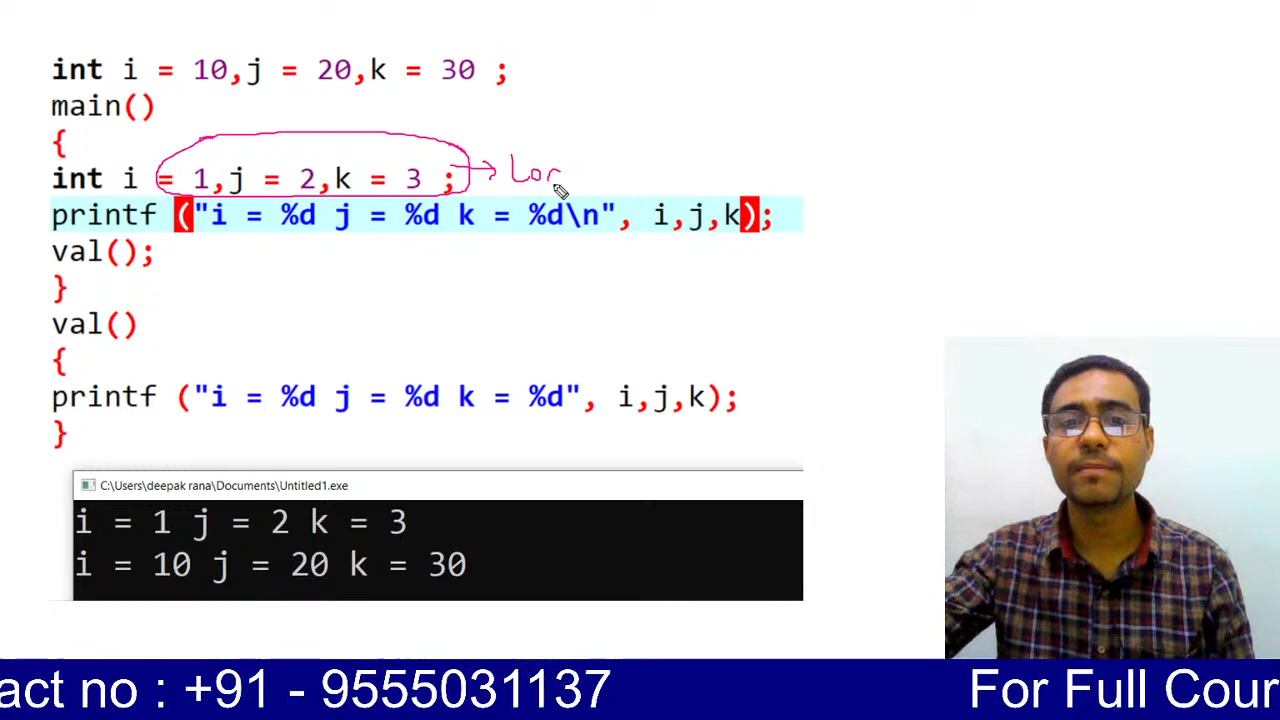 int i = 10,j = 20,k = 30 ;
main()
{
int i = 1,j = 2,k = 3 ; → Loc
printf ("i = %d j = %d k = %d\n", i,j,k);
val();
}
val()
{
printf ("i = %d j = %d k = %d", i,j,k);
}
C:\Users\deepak rana\Documents\Untitled1.exe
i = 1 j = 2 k = 3
i = 10 j = 20 k = 30
act no : +91 - 9555031137 For Full Cour